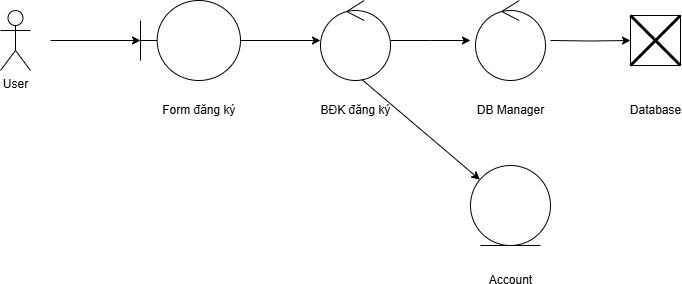 User
Form đăng ký
BĐK đăng ký
DB Manager
Database
Account